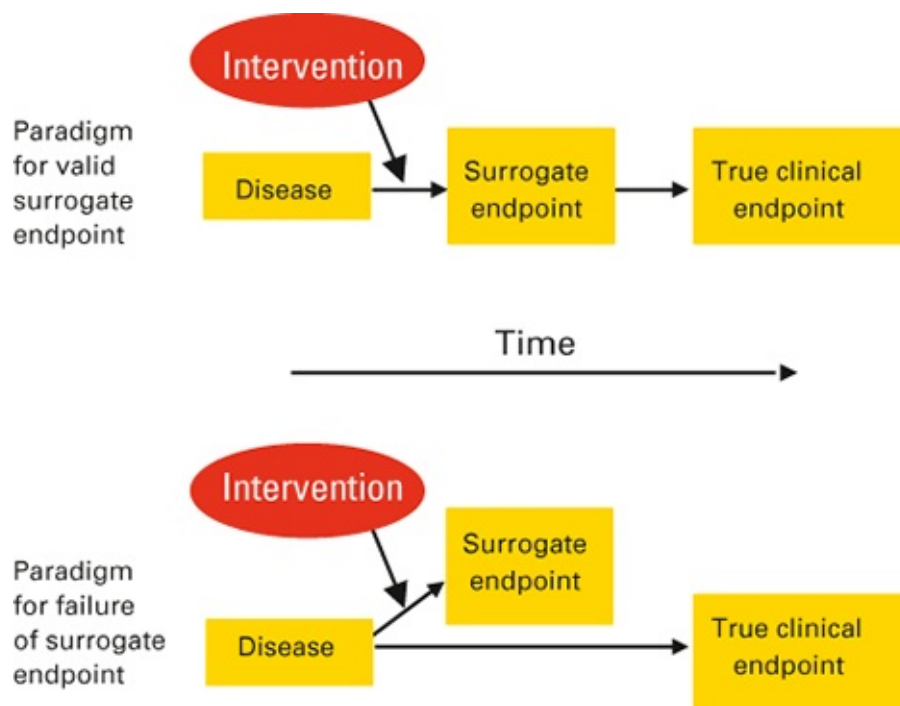 Intervention
Paradigm
for valid
surrogate
endpoint
Disease
Surrogate
endpoint
True clinical
endpoint
Time
Intervention
Paradigm
for failure
of surrogate
endpoint
Disease
Surrogate
endpoint
True clinical
endpoint